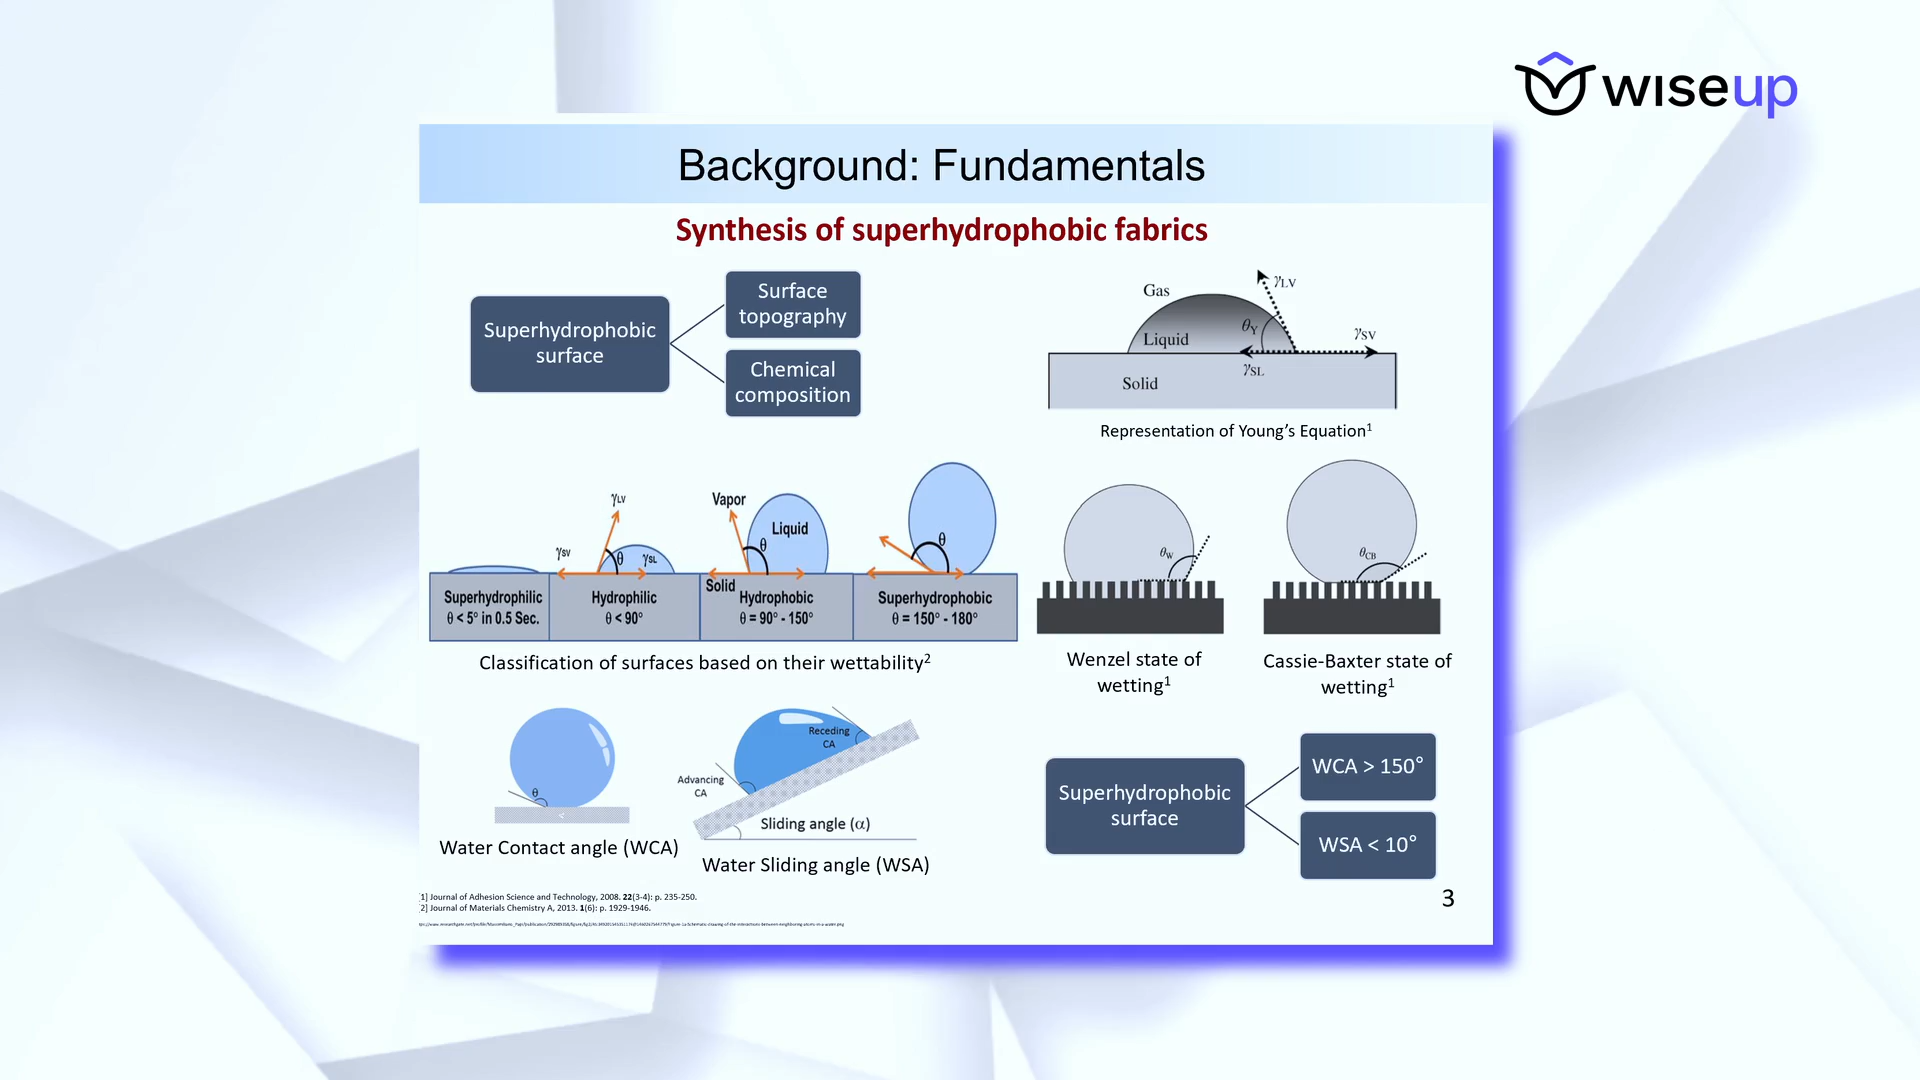 wiseup
Background: Fundamentals
Synthesis of superhydrophobic fabrics
Superhydrophobic
surface
Surface
topography
Chemical
composition
Gas
Liquid
Solid
γLV
θY
γSV
γSL
Representation of Young's Equation1
γLV
γSV
θ
γSL
Vapor
Liquid
θ
Solid
θ
Superhydrophilic
θ < 5° in 0.5 Sec.
Hydrophilic
θ < 90°
Hydrophobic
θ = 90° - 150°
Superhydrophobic
θ = 150° - 180°
Classification of surfaces based on their wettability2
θW
Wenzel state of
wetting1
θCB
Cassie-Baxter state of
wetting1
θ
Water Contact angle (WCA)
Receding
CA
Advancing
CA
Sliding angle (α)
Water Sliding angle (WSA)
Superhydrophobic
surface
WCA > 150°
WSA < 10°
1] Journal of Adhesion Science and Technology, 2008. 22(3-4): p. 235-250.
2] Journal of Materials Chemistry A, 2013. 1(6): p. 1929-1946.
3